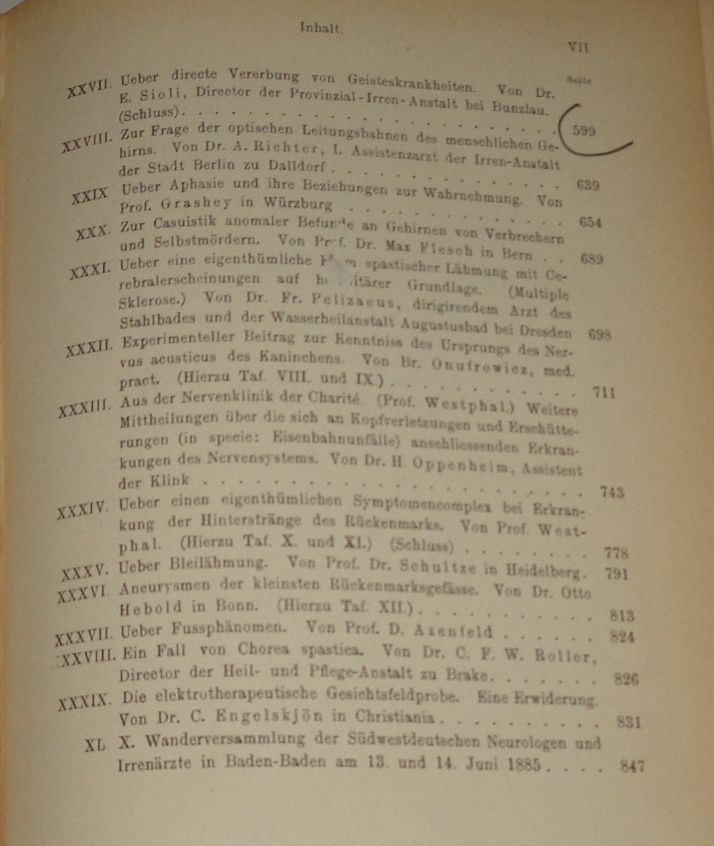 Inhalt.
VII
Seite
XXVII. Ueber directe Vererbung von Geisteskrankheiten. Von Dr.
E. Sioli, Director der Provinzial-Irren-Anstalt bei Bunzlau.
(Schluss). . . . . . . . . . . . . . . . . . . 599
XXVIII. Zur Frage der optischen Leitungsbahnen des menschlichen Ge-
hirns. Von Dr. A. Richter, I. Assistenzarzt der Irren-Anstalt
der Stadt Berlin zu Dalldorf . . . . . . . . . . . . . 639
XXIX Ueber Aphasie und ihre Beziehungen zur Wahrnehmung. Von
Prof. Grashey in Würzburg . . . . . . . . . . . . 654
XXX. Zur Casuistik anomaler Befunde an Gehirnen von Verbrechern
und Selbstmördern. Von Prof. Dr. Max Flesch in Bern . . 689
XXXI. Ueber eine eigenthümliche spastischer Lähmung mit Ce-
rebralerscheinungen auf Grundlage. (Multiple
Sklerose.) Von Dr. Fr. Pelizaeus, dirigirendem Arzt des
Stahlbades und der Wasserheilanstalt Augustusbad bei Dresden 698
XXXII. Experimenteller Beitrag zur Kenntniss des Ursprungs des Ner-
vus acusticus des Kaninchens. Von Br. Onufrowicz, med.
pract. (Hierzu Taf. VIII. und IX.) . . . . . . . . . . . 711
XXXIII. Aus der Nervenklinik der Charité. (Prof. Westphal.) Weitere
Mittheilungen über die sich an Kopfverletzungen und Erschütte-
rungen (in specie: Eisenbahnunfälle) anschliessenden Erkran-
kungen des Nervensystems. Von Dr. H Oppenheim, Assistent
der Klink . . . . . . . . . . . . . . . . . . . 743
XXXIV. Ueber einen eigenthümlichen Symptomencomplex bei Erkran-
kung der Hinterstränge des Rückenmarks. Von Prof. West-
phal. (Hierzu Taf. X. und XI.) (Schluss) . . . . . . . . 778
XXXV. Ueber Bleilähmung. Von Prof. Dr. Schultze in Heidelberg. 791
XXXVI. Aneurysmen der kleinsten Rückenmarksgefässe. Von Dr. Otto
Hebold in Bonn. (Hierzu Taf. XII.) . . . . . . . . . . 813
XXXVII. Ueber Fussphänomen. Von Prof. D. Axenfeld . . . . . . 824
XXVIII. Ein Fall von Chorea spastica. Von Dr. C. F. W. Roller,
Director der Heil- und Pflege-Anstalt zu Brake. . . . . . . 826
XXXIX. Die elektrotherapeutische Gesichtsfeldprobe. Eine Erwiderung.
Von Dr. C. Engelskjön in Christiania . . . . . . . . . . 831
XL X. Wanderversammlung der Südwestdeutschen Neurologen und
Irrenärzte in Baden-Baden am 13. und 14. Juni 1885 . . . . 847